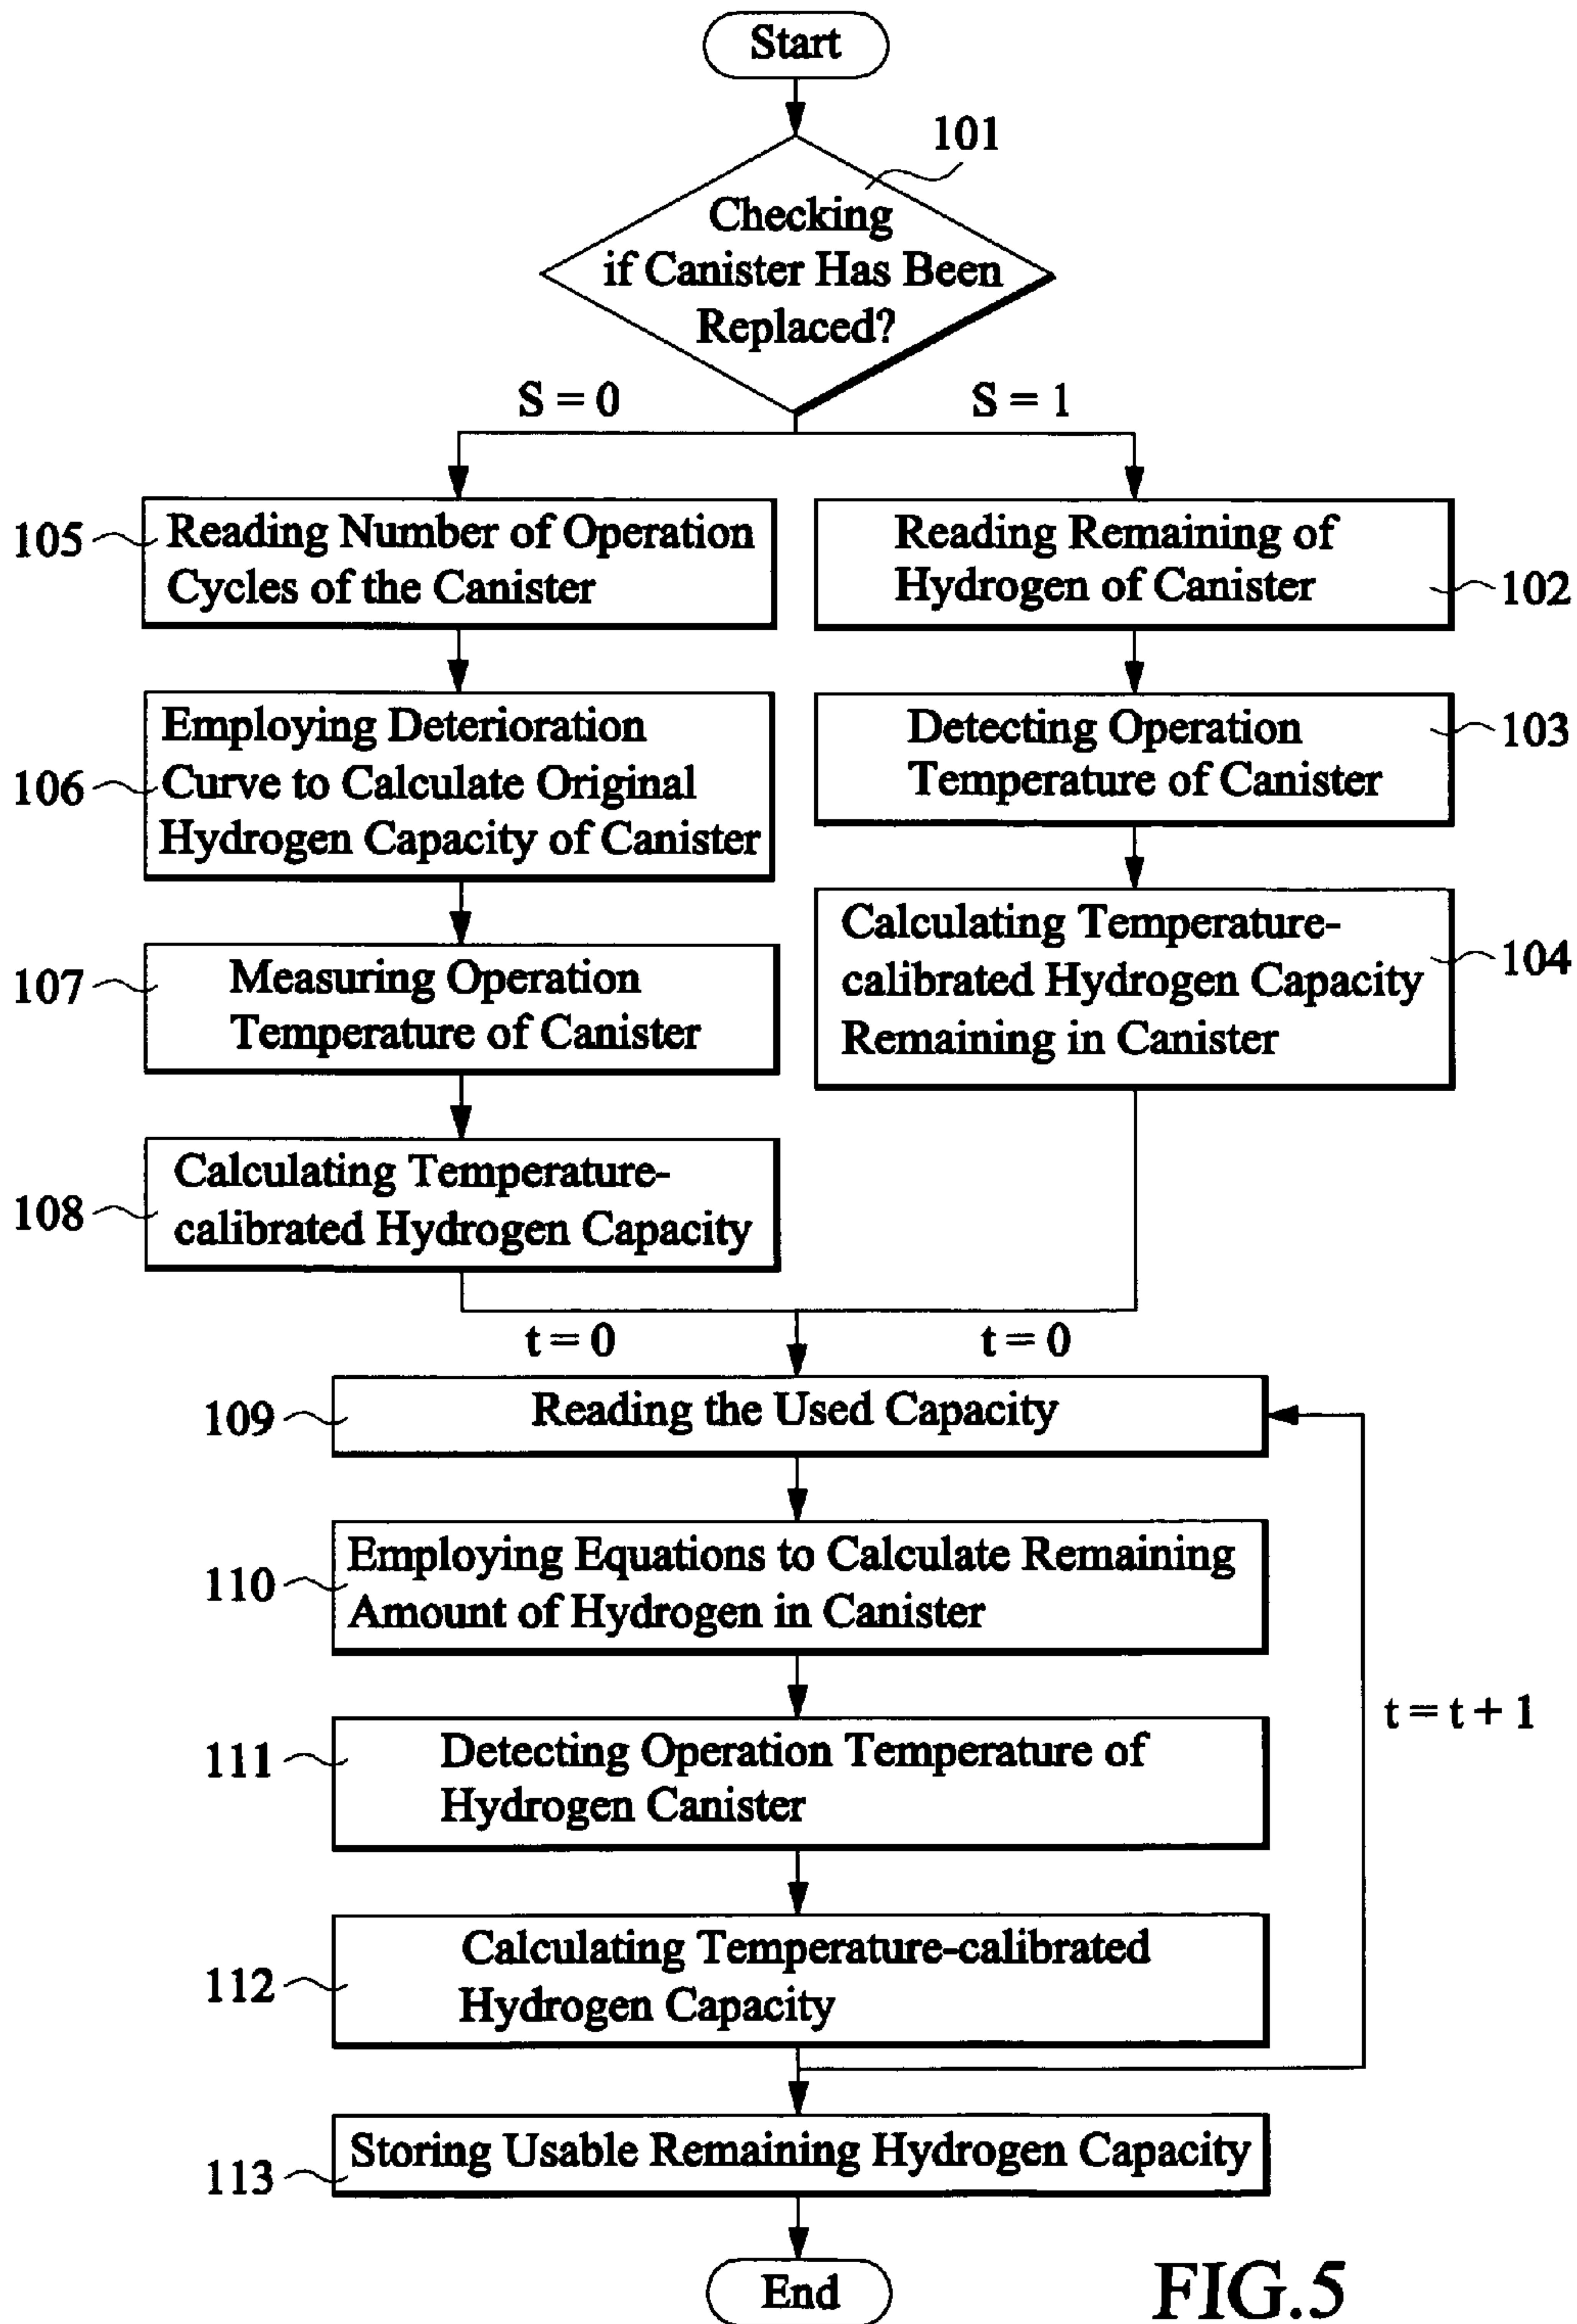 Start
101
Checking
if Canister Has Been
Replaced?
S = 0
S = 1
105
Reading Number of Operation
Cycles of the Canister
Reading Remaining of
Hydrogen of Canister
102
106
Employing Deterioration
Curve to Calculate Original
Hydrogen Capacity of Canister
Detecting Operation
Temperature of Canister
103
107
Measuring Operation
Temperature of Canister
Calculating Temperature-
calibrated Hydrogen Capacity
Remaining in Canister
104
108
Calculating Temperature-
calibrated Hydrogen Capacity
t = 0
t = 0
109
Reading the Used Capacity
110
Employing Equations to Calculate Remaining
Amount of Hydrogen in Canister
t = t + 1
111
Detecting Operation Temperature of
Hydrogen Canister
112
Calculating Temperature-calibrated
Hydrogen Capacity
113
Storing Usable Remaining Hydrogen Capacity
End
FIG.5